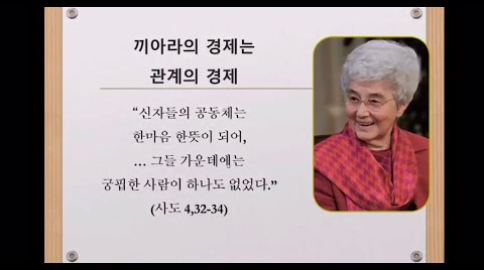 끼아라의 경제는
관계의 경제
“신자들의 공동체는
한마음 한뜻이 되어,
... 그들 가운데에는
궁핍한 사람이 하나도 없었다.”
(사도 4,32-34)